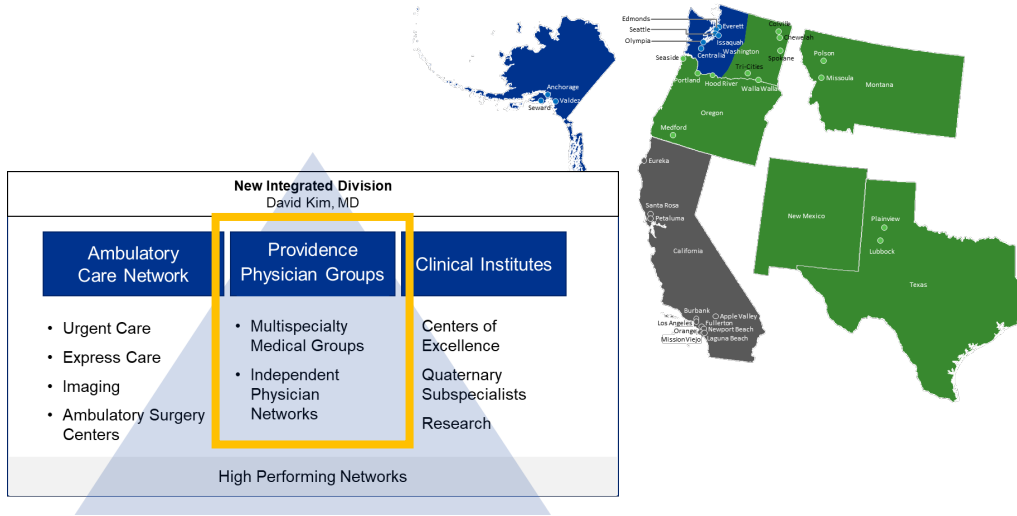 New Integrated Division
David Kim, MD
Ambulatory
Care Network
Providence
Physician Groups
Clinical Institutes
• Urgent Care
• Express Care
• Imaging
• Ambulatory Surgery
Centers
• Multispecialty
Medical Groups
• Independent
Physician
Networks
Centers of
Excellence
Quaternary
Subspecialists
Research
High Performing Networks
Anchorage
Seward
Valdez
Edmonds
Seattle
Olympia
Everett
Issaquah
Washington
Centralia
Colville
Chewelah
Spokane
Tri-Cities
Walla Walla
Seaside
Portland
Hood River
Oregon
Medford
Polson
Missoula
Montana
Eureka
Santa Rosa
Petaluma
California
Burbank
Los Angeles
Orange
Mission Viejo
Apple Valley
Fullerton
Newport Beach
Laguna Beach
New Mexico
Plainview
Lubbock
Texas